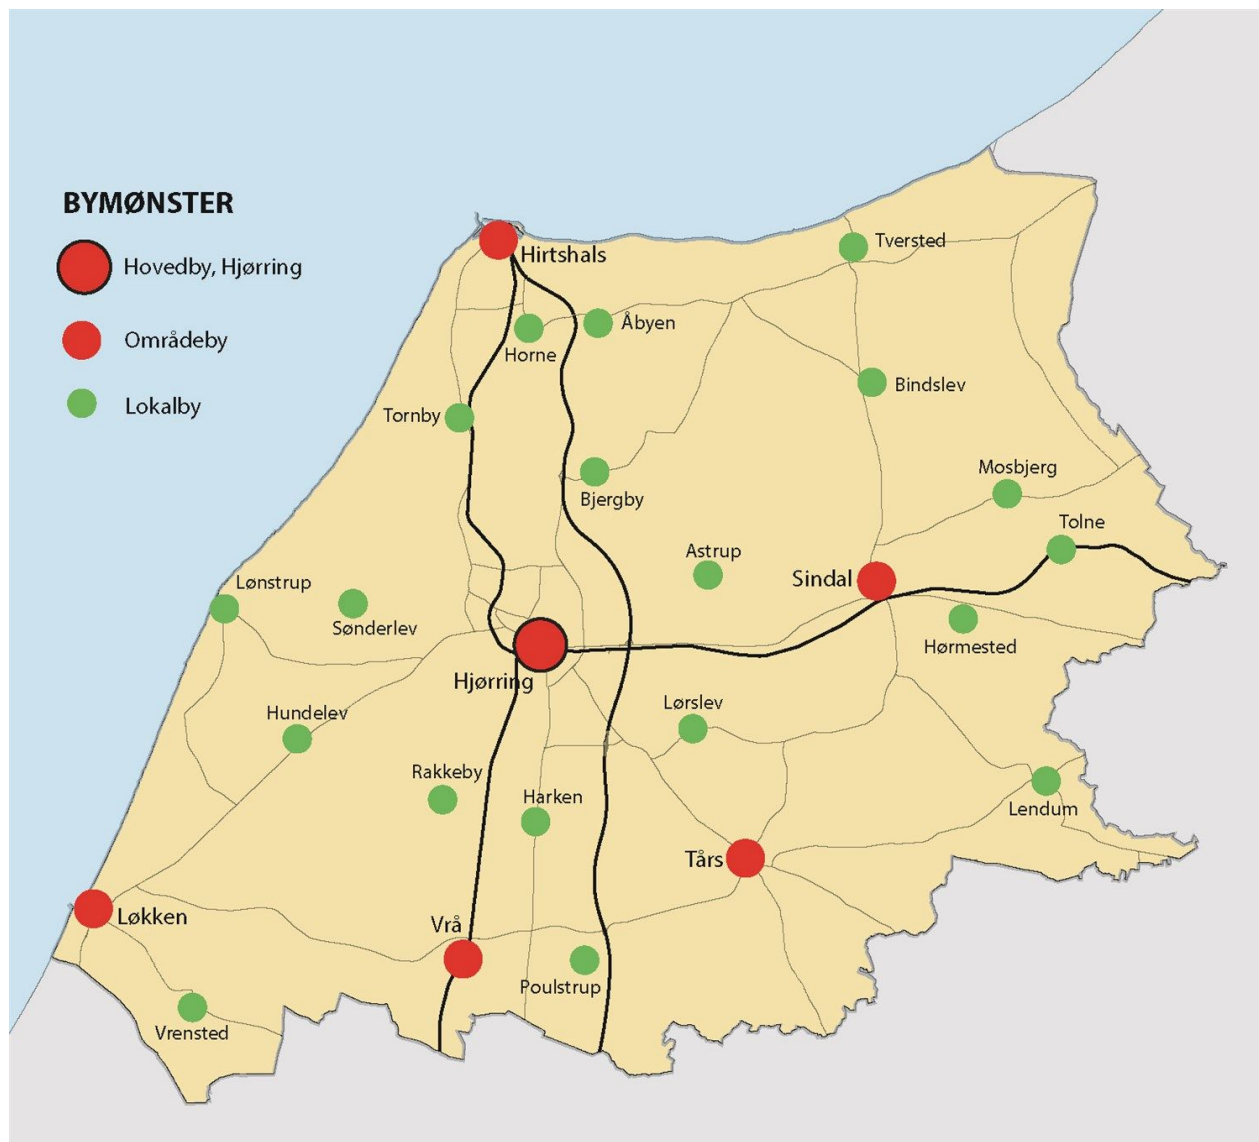 BYMØNSTER
Hovedby, Hjørring
Områdeby
Lokalby
Hirtshals
Tversted
Åbyen
Horne
Bindslev
Tornby
Mosbjerg
Bjergby
Tolne
Astrup
Sindal
Lønstrup
Sønderlev
Hørmested
Hjørring
Lørslev
Hundelev
Rakkeby
Harken
Lendum
Tårs
Løkken
Vrå
Poulstrup
Vrensted